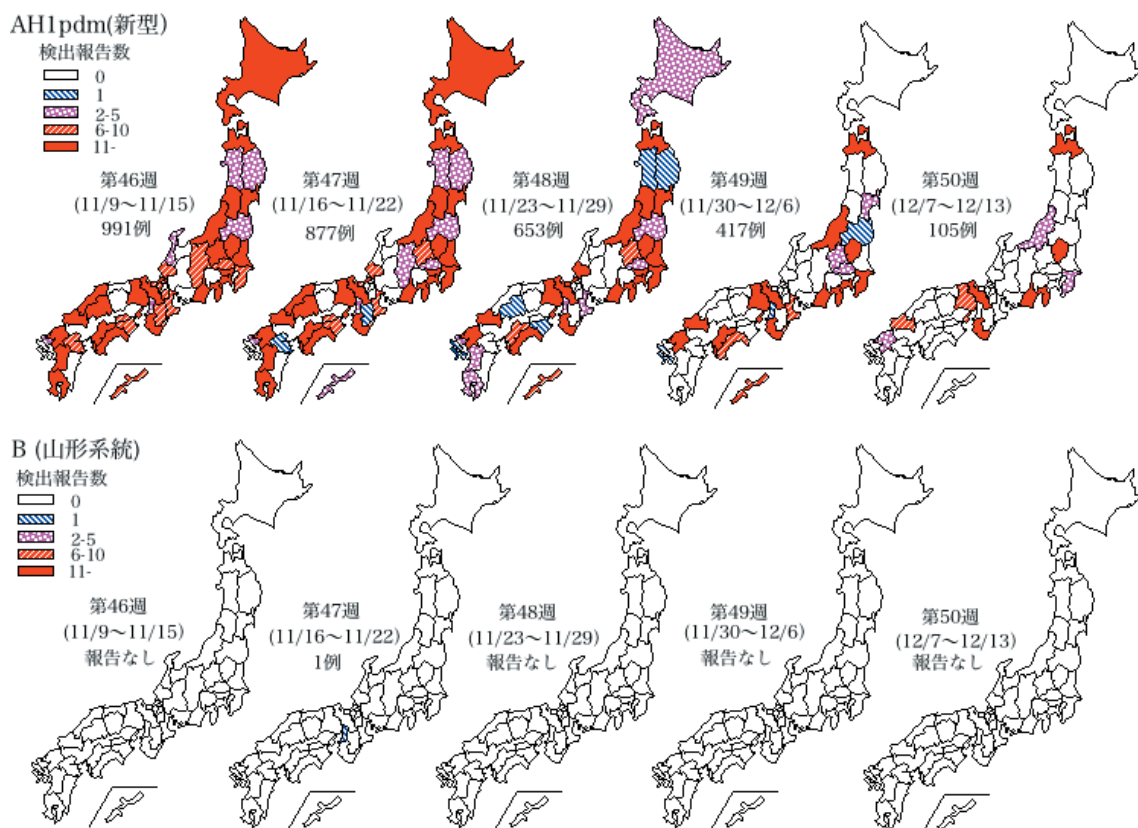 AH1pdm(新型)
検出報告数
0
1
2-5
6-10
11-
第46週
(11/9〜11/15)
991例
第47週
(11/16〜11/22)
877例
第48週
(11/23〜11/29)
653例
第49週
(11/30〜12/6)
417例
第50週
(12/7〜12/13)
105例
B (山形系統)
検出報告数
0
1
2-5
6-10
11-
第46週
(11/9〜11/15)
報告なし
第47週
(11/16〜11/22)
1例
第48週
(11/23〜11/29)
報告なし
第49週
(11/30〜12/6)
報告なし
第50週
(12/7〜12/13)
報告なし